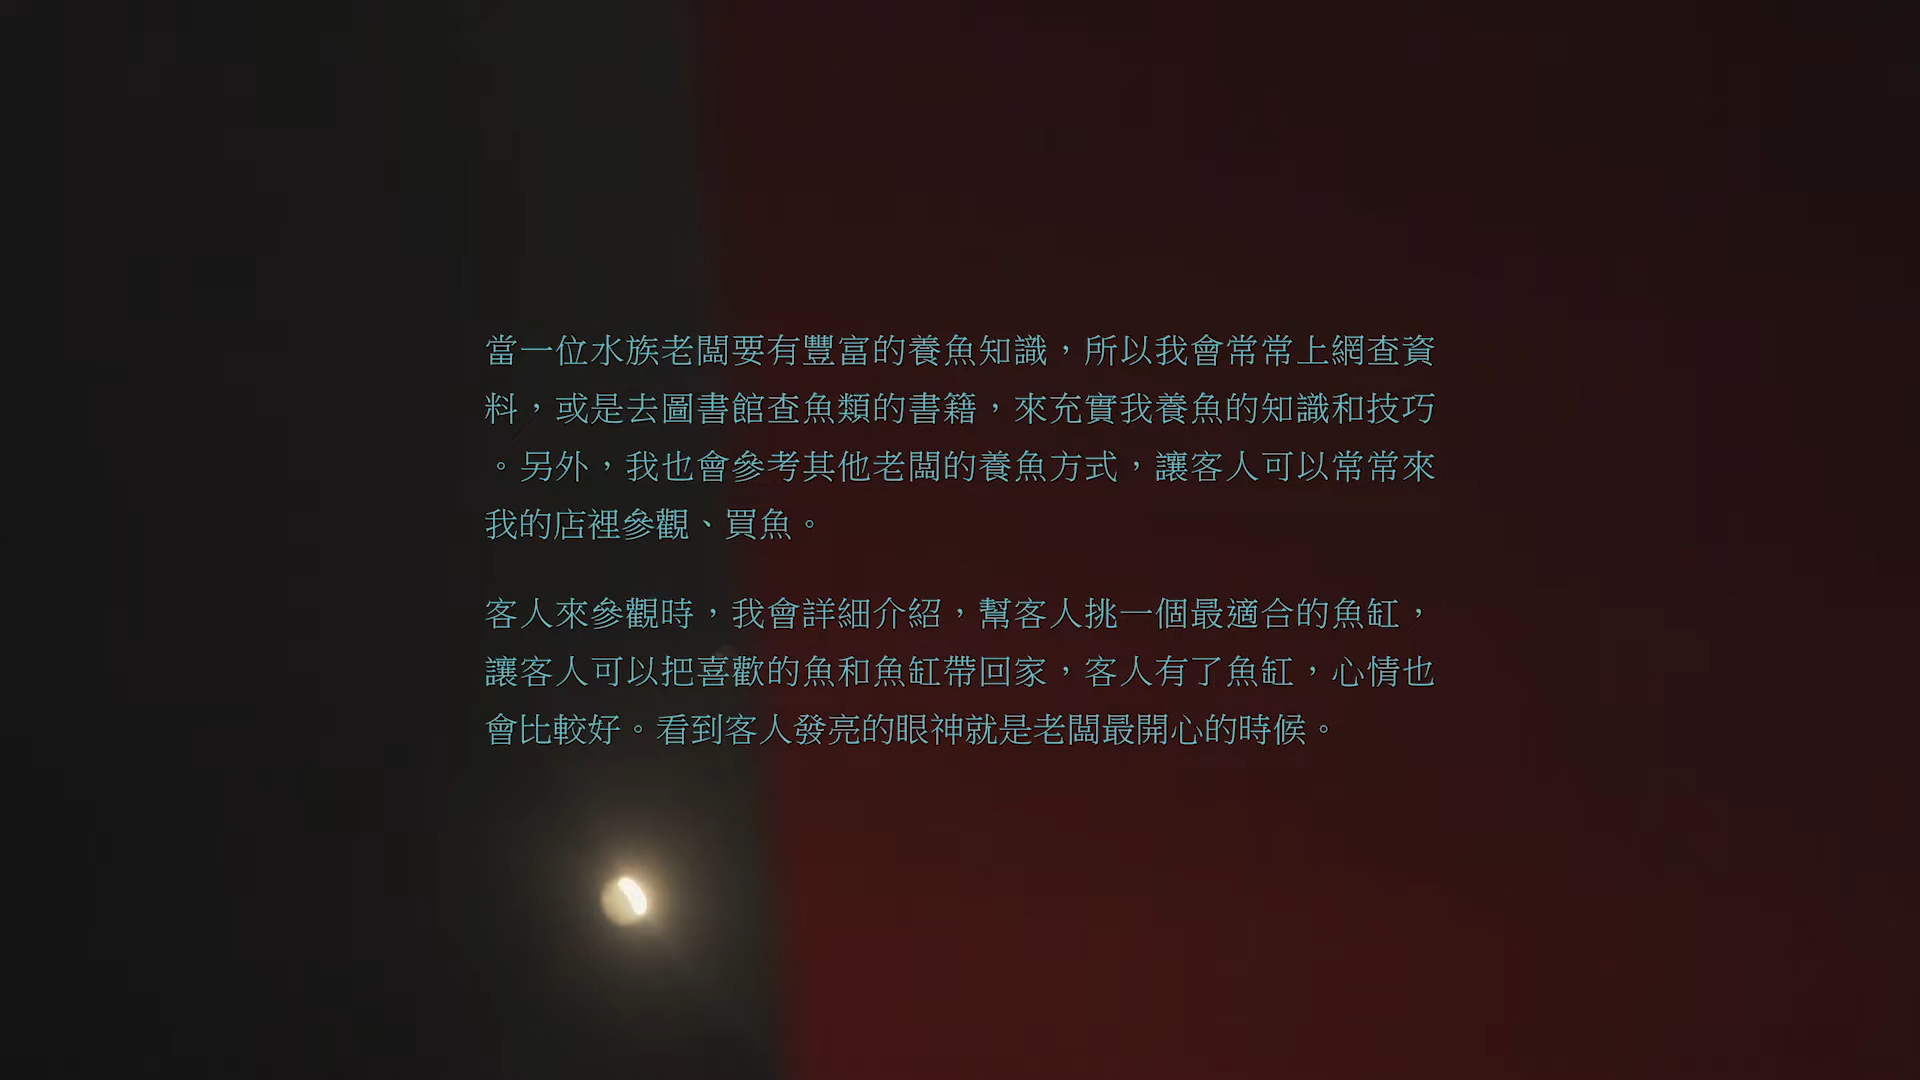 當一位水族老闆要有豐富的養魚知識，所以我會常常上網查資
料，或是去圖書館查魚類的書籍，來充實我養魚的知識和技巧
。另外，我也會參考其他老闆的養魚方式，讓客人可以常常來
我的店裡參觀、買魚。
客人來參觀時，我會詳細介紹，幫客人挑一個最適合的魚缸，
讓客人可以把喜歡的魚和魚缸帶回家，客人有了魚缸，心情也
會比較好。看到客人發亮的眼神就是老闆最開心的時候。